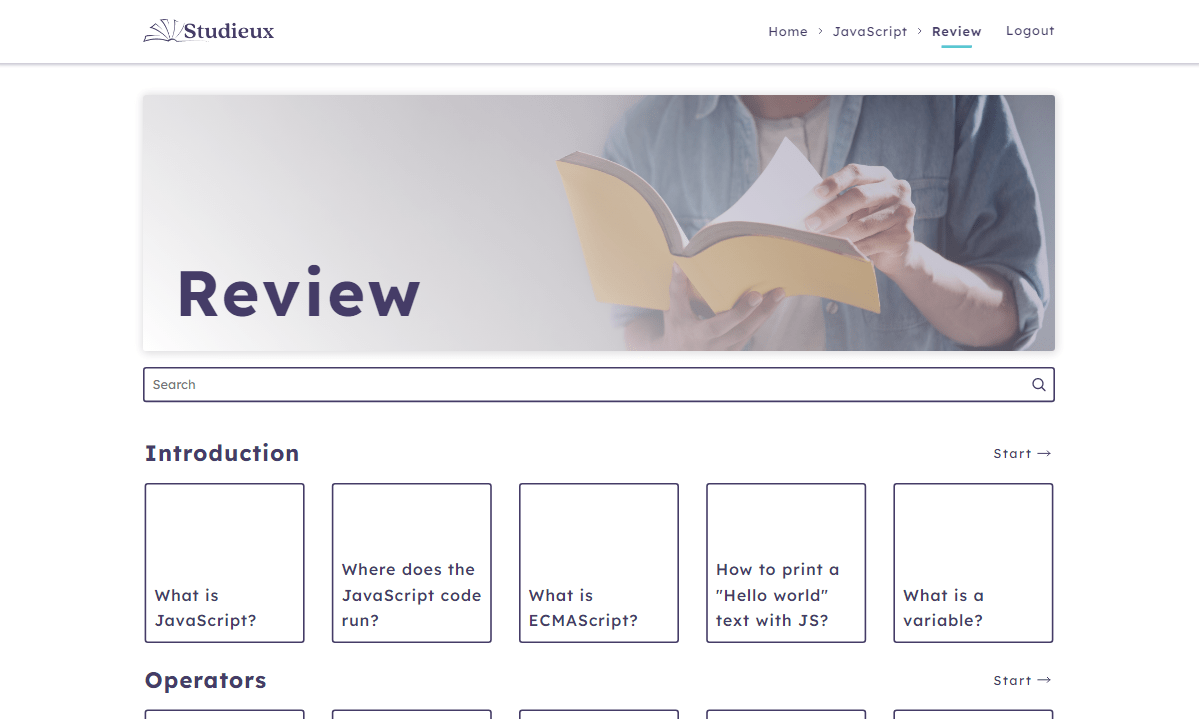 Studieux
Home > JavaScript > Review Logout
Review
Search
Introduction
Start →
What is
JavaScript?
Where does the
JavaScript code
run?
What is
ECMAScript?
How to print a
"Hello world"
text with JS?
What is a
variable?
Operators
Start →